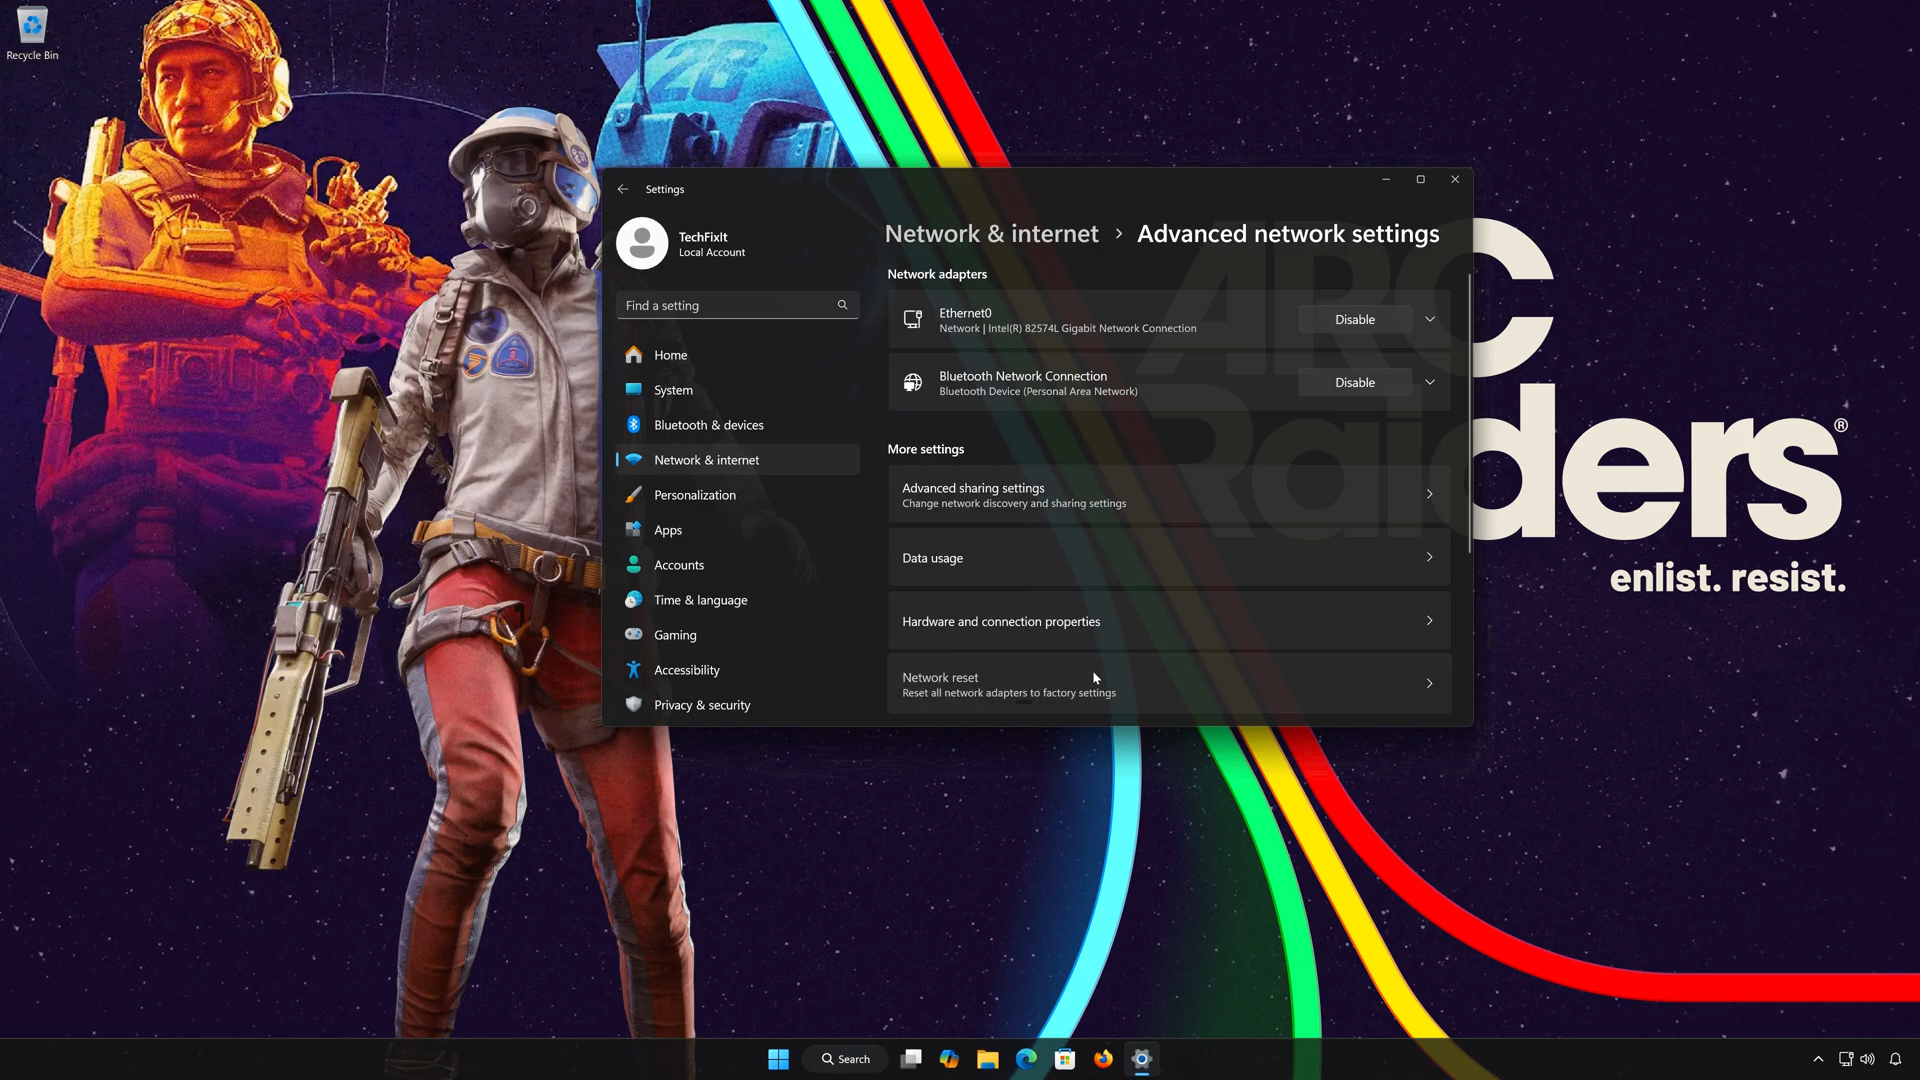 Recycle Bin
28
Settings
TechFixIt
Local Account
Find a setting
Home
System
Bluetooth & devices
Network & internet
Personalization
Apps
Accounts
Time & language
Gaming
Accessibility
Privacy & security
Network & internet > Advanced network settings
Network adapters
Ethernet0
Network | Intel(R) 82574L Gigabit Network Connection
Disable
Bluetooth Network Connection
Bluetooth Device (Personal Area Network)
Disable
More settings
Advanced sharing settings
Change network discovery and sharing settings
Data usage
Hardware and connection properties
Network reset
Reset all network adapters to factory settings
ARC
Raiders®
enlist. resist.
Search